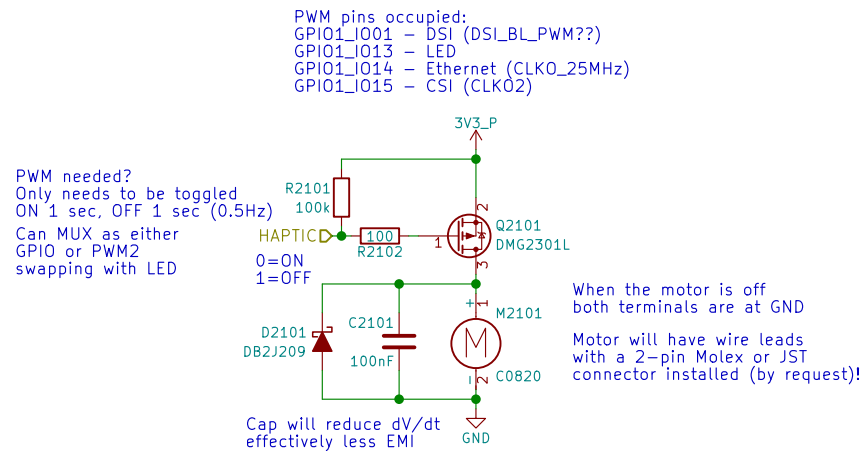 PWM pins occupied:
GPIO1_IO01 – DSI (DSI_BL_PWM??)
GPIO1_IO13 – LED
GPIO1_IO14 – Ethernet (CLKO_25MHz)
GPIO1_IO15 – CSI (CLKO2)
3V3_P
PWM needed?
Only needs to be toggled
ON 1 sec, OFF 1 sec (0.5Hz)
Can MUX as either
GPIO or PWM2
swapping with LED
R2101
100k
HAPTIC
100
R2102
0=ON
1=OFF
1
2
3
Q2101
DMG2301L
D2101
DB2J209
C2101
100nF
+
1
M2101
M
–
2
C0820
GND
When the motor is off
both terminals are at GND
Motor will have wire leads
with a 2–pin Molex or JST
connector installed (by request)!
Cap will reduce dV/dt
effectively less EMI